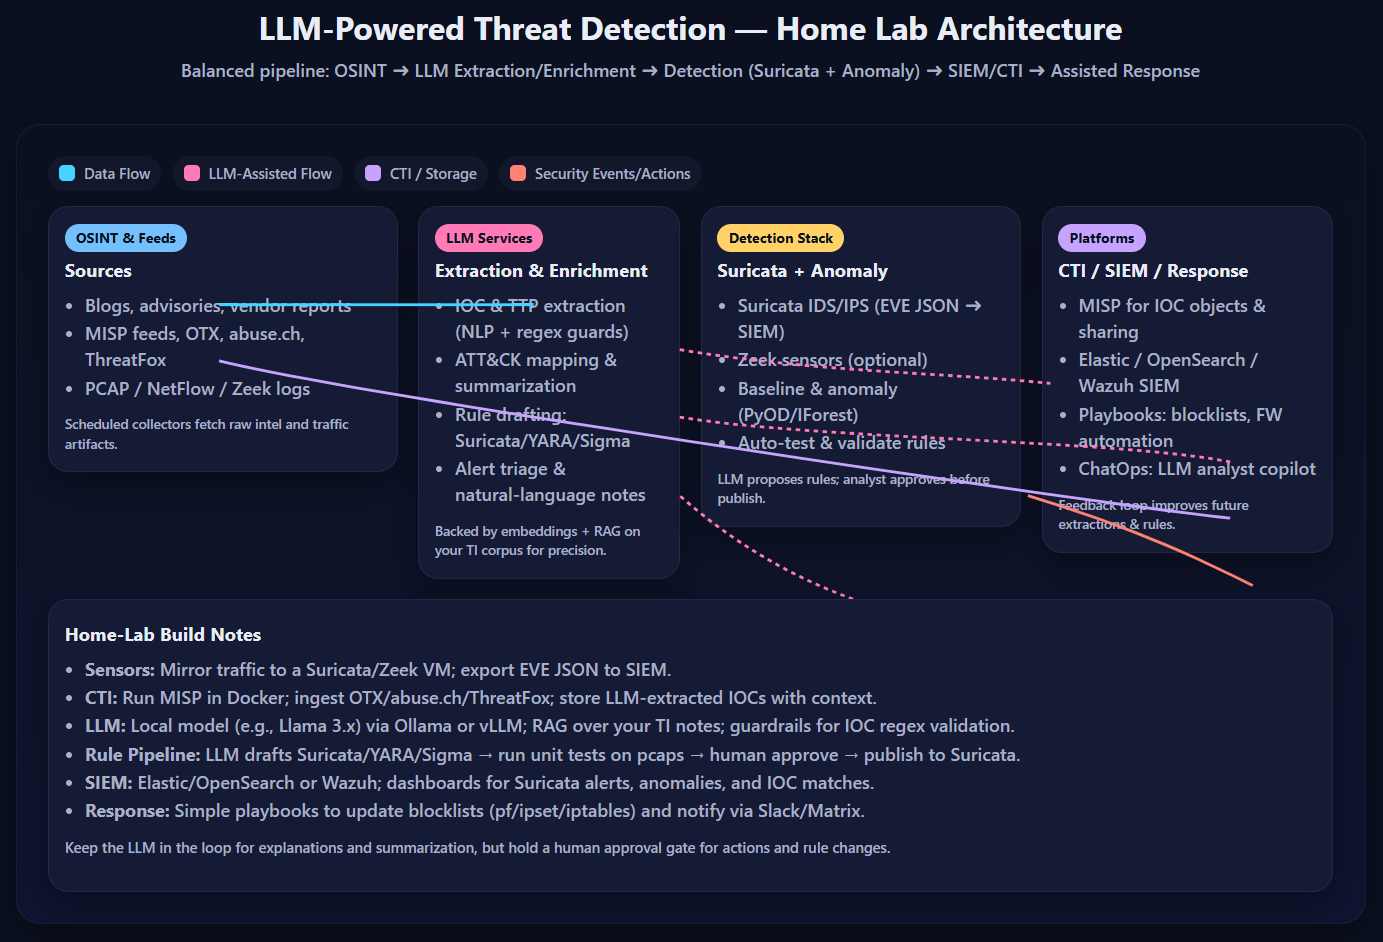 LLM-Powered Threat Detection — Home Lab Architecture
Balanced pipeline: OSINT → LLM Extraction/Enrichment → Detection (Suricata + Anomaly) → SIEM/CTI → Assisted Response
Data Flow
LLM-Assisted Flow
CTI / Storage
Security Events/Actions
OSINT & Feeds
Sources
• Blogs, advisories, vendor reports
• MISP feeds, OTX, abuse.ch,
ThreatFox
• PCAP / NetFlow / Zeek logs
Scheduled collectors fetch raw intel and traffic
artifacts.
LLM Services
Extraction & Enrichment
• IOC & TTP extraction
(NLP + regex guards)
• ATT&CK mapping &
summarization
• Rule drafting:
Suricata/YARA/Sigma
• Alert triage &
natural-language notes
Backed by embeddings + RAG on
your TI corpus for precision.
Detection Stack
Suricata + Anomaly
• Suricata IDS/IPS (EVE JSON →
SIEM)
• Zeek sensors (optional)
• Baseline & anomaly
(PyOD/IForest)
• Auto-test & validate rules
LLM proposes rules; analyst approves before
publish.
Platforms
CTI / SIEM / Response
• MISP for IOC objects &
sharing
• Elastic / OpenSearch /
Wazuh SIEM
• Playbooks: blocklists, FW
automation
• ChatOps: LLM analyst copilot
Feedback loop improves future
extractions & rules.
Home-Lab Build Notes
• Sensors: Mirror traffic to a Suricata/Zeek VM; export EVE JSON to SIEM.
• CTI: Run MISP in Docker; ingest OTX/abuse.ch/ThreatFox; store LLM-extracted IOCs with context.
• LLM: Local model (e.g., Llama 3.x) via Ollama or vLLM; RAG over your TI notes; guardrails for IOC regex validation.
• Rule Pipeline: LLM drafts Suricata/YARA/Sigma → run unit tests on pcaps → human approve → publish to Suricata.
• SIEM: Elastic/OpenSearch or Wazuh; dashboards for Suricata alerts, anomalies, and IOC matches.
• Response: Simple playbooks to update blocklists (pf/ipset/iptables) and notify via Slack/Matrix.
Keep the LLM in the loop for explanations and summarization, but hold a human approval gate for actions and rule changes.